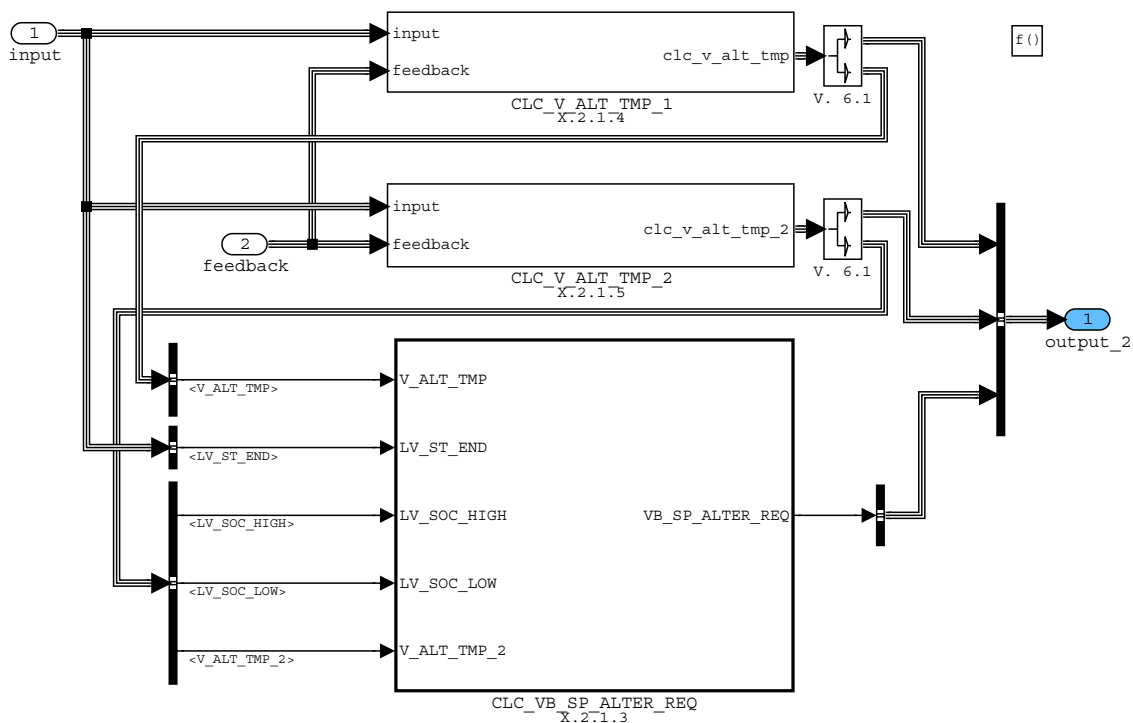 1
input
input
feedback
clc_v_alt_tmp
CLC_V_ALT_TMP_1
X.2.1.4
V. 6.1
f()
input
2
feedback
feedback
clc_v_alt_tmp_2
CLC_V_ALT_TMP_2
X.2.1.5
V. 6.1
1
output_2
<V_ALT_TMP>
V_ALT_TMP
<LV_ST_END>
LV_ST_END
<LV_SOC_HIGH>
LV_SOC_HIGH
VB_SP_ALTER_REQ
<LV_SOC_LOW>
LV_SOC_LOW
<V_ALT_TMP_2>
V_ALT_TMP_2
CLC_VB_SP_ALTER_REQ
X.2.1.3